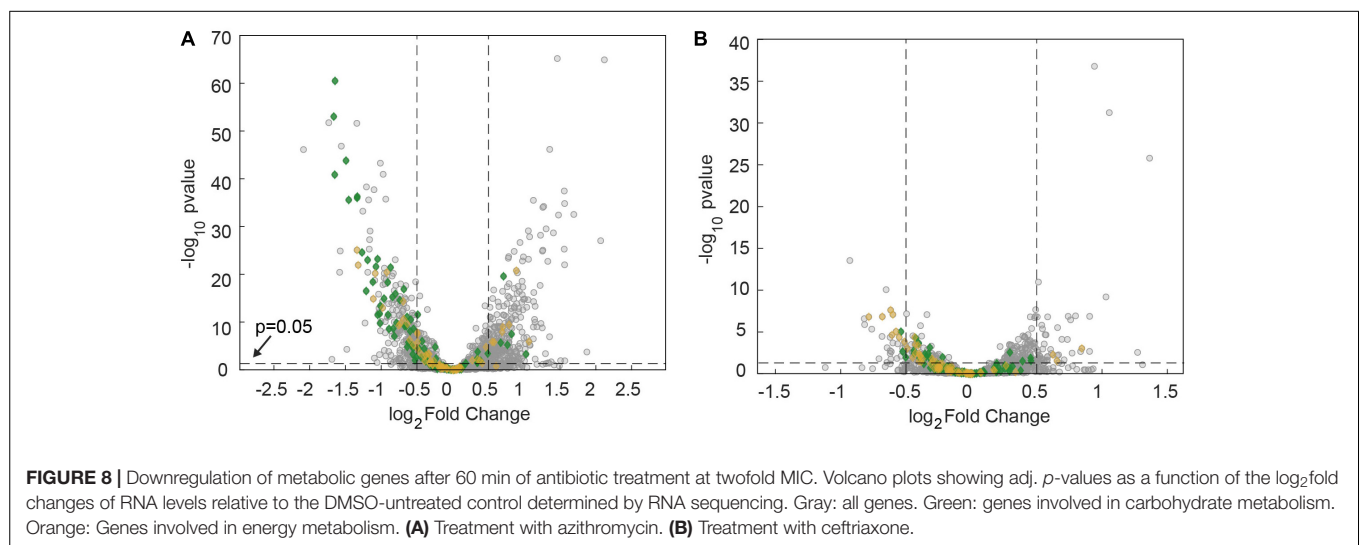 A
70
60
50
40
30
20
10
0
-log10 pvalue
p=0.05
-2.5 -2 -1.5 -1 -0.5 0 0.5 1 1.5 2 2.5
log2Fold Change
B
40
35
30
25
20
15
10
5
0
-log10 pvalue
-1.5 -1 -0.5 0 0.5 1 1.5
log2Fold Change
FIGURE 8 | Downregulation of metabolic genes after 60 min of antibiotic treatment at twofold MIC. Volcano plots showing adj. p-values as a function of the log2fold
changes of RNA levels relative to the DMSO-untreated control determined by RNA sequencing. Gray: all genes. Green: genes involved in carbohydrate metabolism.
Orange: Genes involved in energy metabolism. (A) Treatment with azithromycin. (B) Treatment with ceftriaxone.